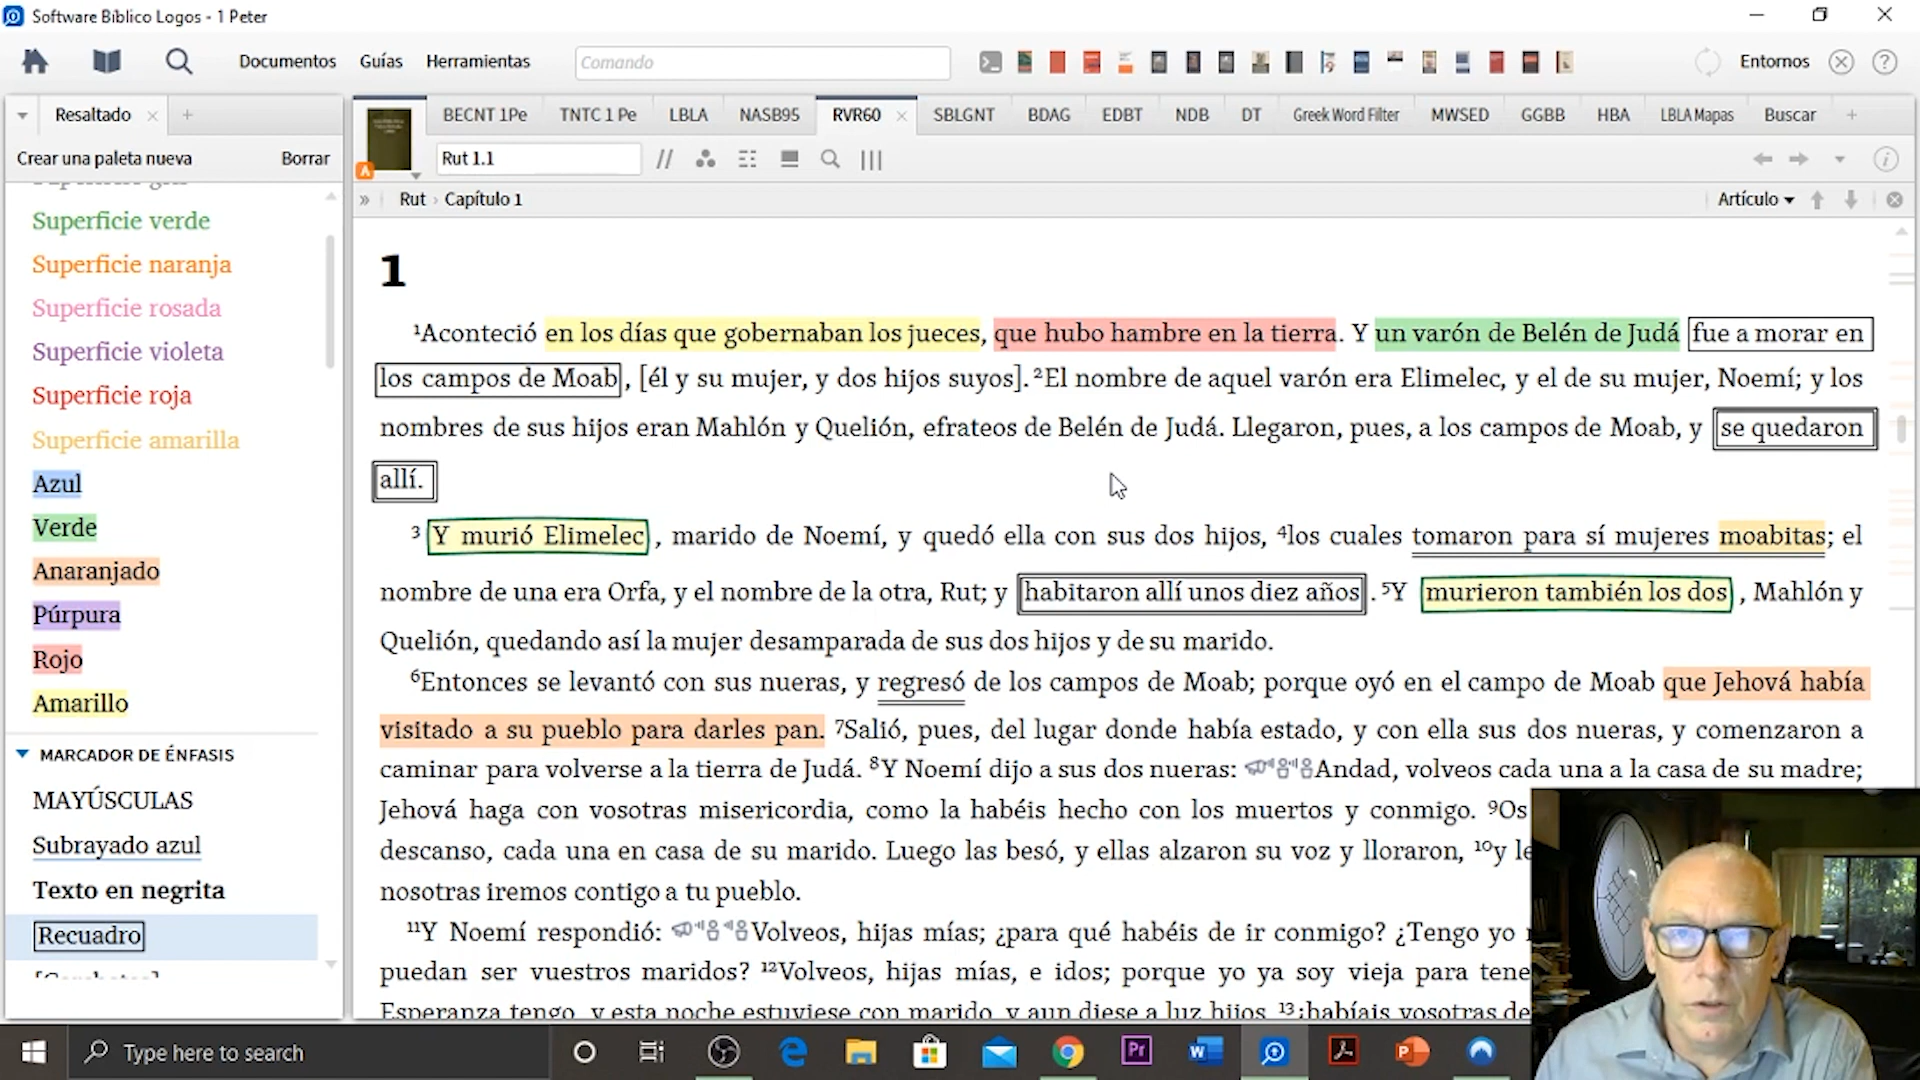 Software Bíblico Logos - 1 Peter
Documentos Guías Herramientas Comando Entornos
Resaltado
BECNT 1Pe TNTC 1 Pe LBLA NASB95 RVR60 SBLGNT BDAG EDBT NDB DT Greek Word Filter MWSED GGBB HBA LBLA Mapas Buscar
Crear una paleta nueva Borrar
Rut 1.1
Rut › Capítulo 1 Artículo
Superficie verde
Superficie naranja
Superficie rosada
Superficie violeta
Superficie roja
Superficie amarilla
Azul
Verde
Anaranjado
Púrpura
Rojo
Amarillo
MARCADOR DE ÉNFASIS
MAYÚSCULAS
Subrayado azul
Texto en negrita
Recuadro
1
1Aconteció en los días que gobernaban los jueces, que hubo hambre en la tierra. Y un varón de Belén de Judá fue a morar en
los campos de Moab, [él y su mujer, y dos hijos suyos]. 2El nombre de aquel varón era Elimelec, y el de su mujer, Noemí; y los
nombres de sus hijos eran Mahlón y Quelión, efrateos de Belén de Judá. Llegaron, pues, a los campos de Moab, y se quedaron
allí.
3 Y murió Elimelec, marido de Noemí, y quedó ella con sus dos hijos, 4los cuales tomaron para sí mujeres moabitas; el
nombre de una era Orfa, y el nombre de la otra, Rut; y habitaron allí unos diez años. 5Y murieron también los dos, Mahlón y
Quelión, quedando así la mujer desamparada de sus dos hijos y de su marido.
6Entonces se levantó con sus nueras, y regresó de los campos de Moab; porque oyó en el campo de Moab que Jehová había
visitado a su pueblo para darles pan. 7Salió, pues, del lugar donde había estado, y con ella sus dos nueras, y comenzaron a
caminar para volverse a la tierra de Judá. 8Y Noemí dijo a sus dos nueras: Andad, volveos cada una a la casa de su madre;
Jehová haga con vosotras misericordia, como la habéis hecho con los muertos y conmigo. 9Os
descanso, cada una en casa de su marido. Luego las besó, y ellas alzaron su voz y lloraron, 10y
nosotras iremos contigo a tu pueblo.
11Y Noemí respondió: Volveos, hijas mías; ¿para qué habéis de ir conmigo? ¿Tengo yo
puedan ser vuestros maridos? 12Volveos, hijas mías, e idos; porque yo ya soy vieja para
Esperanza tengo, y esta noche estuviese con marido, y aun diese a luz hijos, 13¿habíais vosotras de
Type here to search